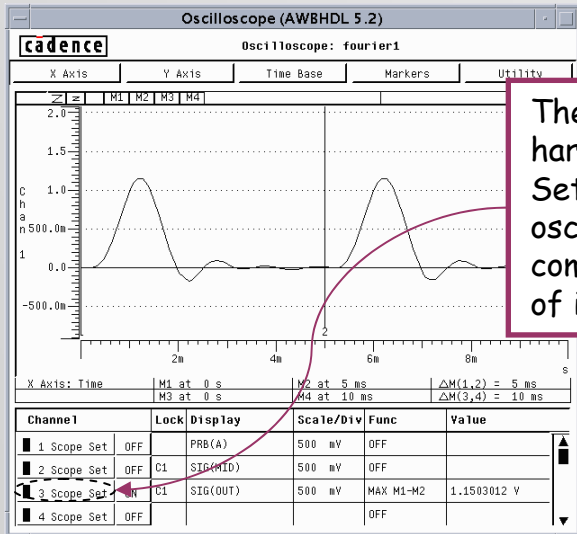 Oscilloscope (AWBHDL 5.2)
cādence
Oscilloscope: fourier1
X Axis Y Axis Time Base Markers Utility
Z z M1 M2 M3 M4
2.0
1.5
1.0
500.0m
0.0
-500.0m
Chan 1
2
2m 4m 6m 8m
s
X Axis: Time M1 at 0 s M2 at 5 ms △M(1,2) = 5 ms
M3 at 0 s M4 at 10 ms △M(3,4) = 10 ms
Channel Lock Display Scale/Div Func Value
1 Scope Set OFF PRB(A) 500 mV OFF
2 Scope Set OFF C1 SIG(MID) 500 mV OFF
3 Scope Set ON C1 SIG(OUT) 500 mV MAX M1-M2 1.1503012 V
4 Scope Set OFF OFF
The
Set
of